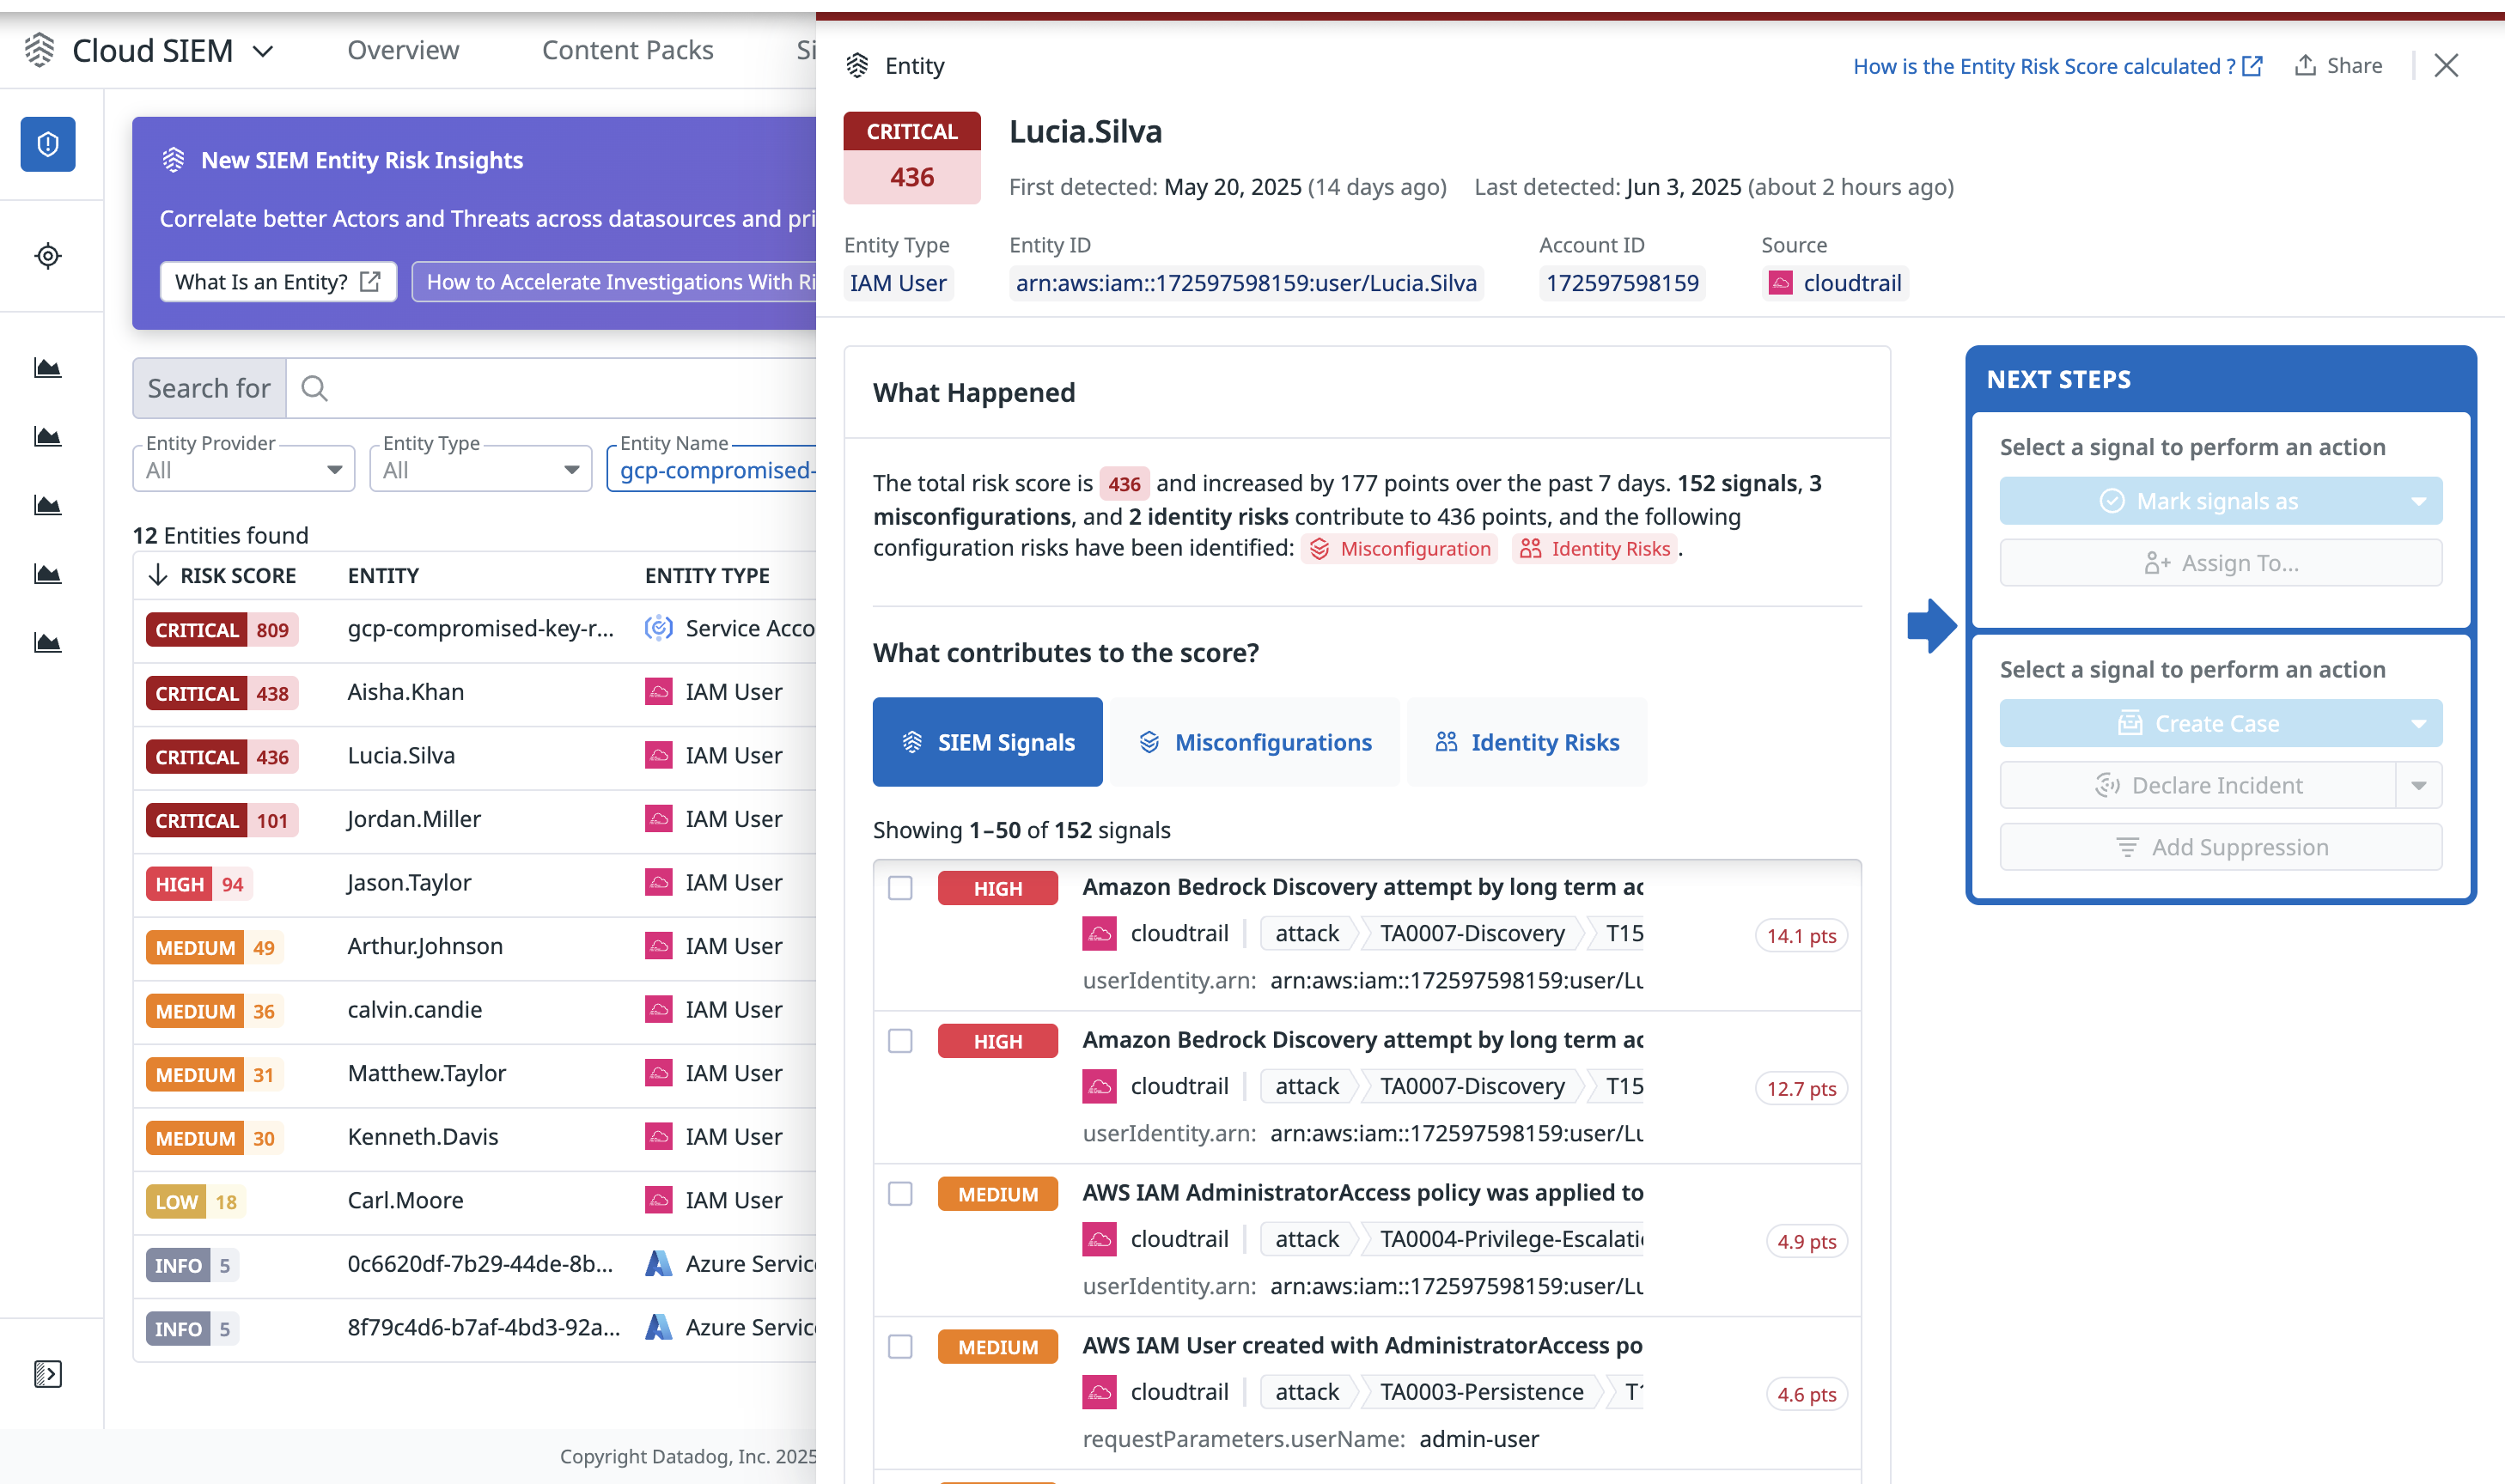 Cloud SIEM
Overview
Content Packs
New SIEM Entity Risk Insights
Correlate better Actors and Threats across datasources and
What Is an Entity?
How to Accelerate Investigations With
Search for
Entity Provider
All
Entity Type
All
Entity Name
gcp-compromised-
12 Entities found
RISK SCORE ENTITY ENTITY TYPE
CRITICAL 809 gcp-compromised-key-r... Service
CRITICAL 438 Aisha.Khan IAM User
CRITICAL 436 Lucia.Silva IAM User
CRITICAL 101 Jordan.Miller IAM User
HIGH 94 Jason.Taylor IAM User
MEDIUM 49 Arthur.Johnson IAM User
MEDIUM 36 calvin.candie IAM User
MEDIUM 31 Matthew.Taylor IAM User
MEDIUM 30 Kenneth.Davis IAM User
LOW 18 Carl.Moore IAM User
INFO 5 0c6620df-7b29-44de-8b... Azure
INFO 5 8f79c4d6-b7af-4bd3-92a... Azure
Copyright Datadog, Inc. 2025
Entity
How is the Entity Risk Score calculated ?
Share
CRITICAL
436
Lucia.Silva
First detected: May 20, 2025 (14 days ago) Last detected: Jun 3, 2025 (about 2 hours ago)
Entity Type Entity ID Account ID Source
IAM User arn:aws:iam::172597598159:user/Lucia.Silva 172597598159 cloudtrail
What Happened
The total risk score is 436 and increased by 177 points over the past 7 days. 152 signals, 3
misconfigurations, and 2 identity risks contribute to 436 points, and the following
configuration risks have been identified: Misconfiguration Identity Risks .
What contributes to the score?
SIEM Signals
Misconfigurations
Identity Risks
Showing 1–50 of 152 signals
HIGH Amazon Bedrock Discovery attempt by long term
cloudtrail attack TA0007-Discovery T15
14.1 pts
userIdentity.arn: arn:aws:iam::172597598159:user/
HIGH Amazon Bedrock Discovery attempt by long term
cloudtrail attack TA0007-Discovery T15
12.7 pts
userIdentity.arn: arn:aws:iam::172597598159:user/
MEDIUM AWS IAM AdministratorAccess policy was applied to
cloudtrail attack TA0004-Privilege-
4.9 pts
userIdentity.arn: arn:aws:iam::172597598159:user/
MEDIUM AWS IAM User created with AdministratorAccess po
cloudtrail attack TA0003-Persistence
4.6 pts
requestParameters.userName: admin-user
NEXT STEPS
Select a signal to perform an action
Mark signals as
Assign To...
Select a signal to perform an action
Create Case
Declare Incident
Add Suppression